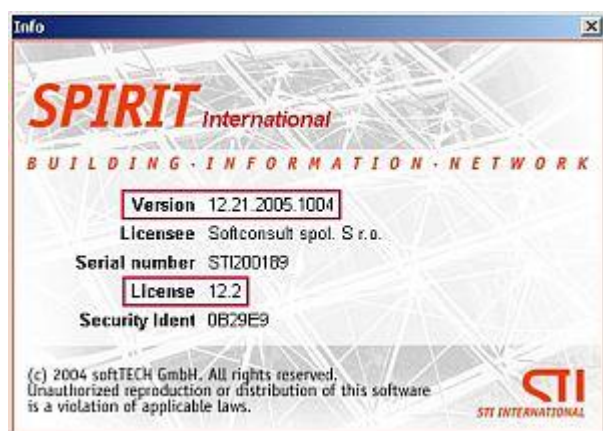 Info
SPIRIT International
BUILDING·INFORMATION·NETWORK
Version 12.21.2005.1004
Licensee Softconsult spol. S r.o.
Serial number STI200189
License 12.2
Security Ident 0B29E9
(c) 2004 softTECH GmbH. All rights reserved.
Unauthorized reproduction or distribution of this software
is a violation of applicable laws.
STI
STI INTERNATIONAL